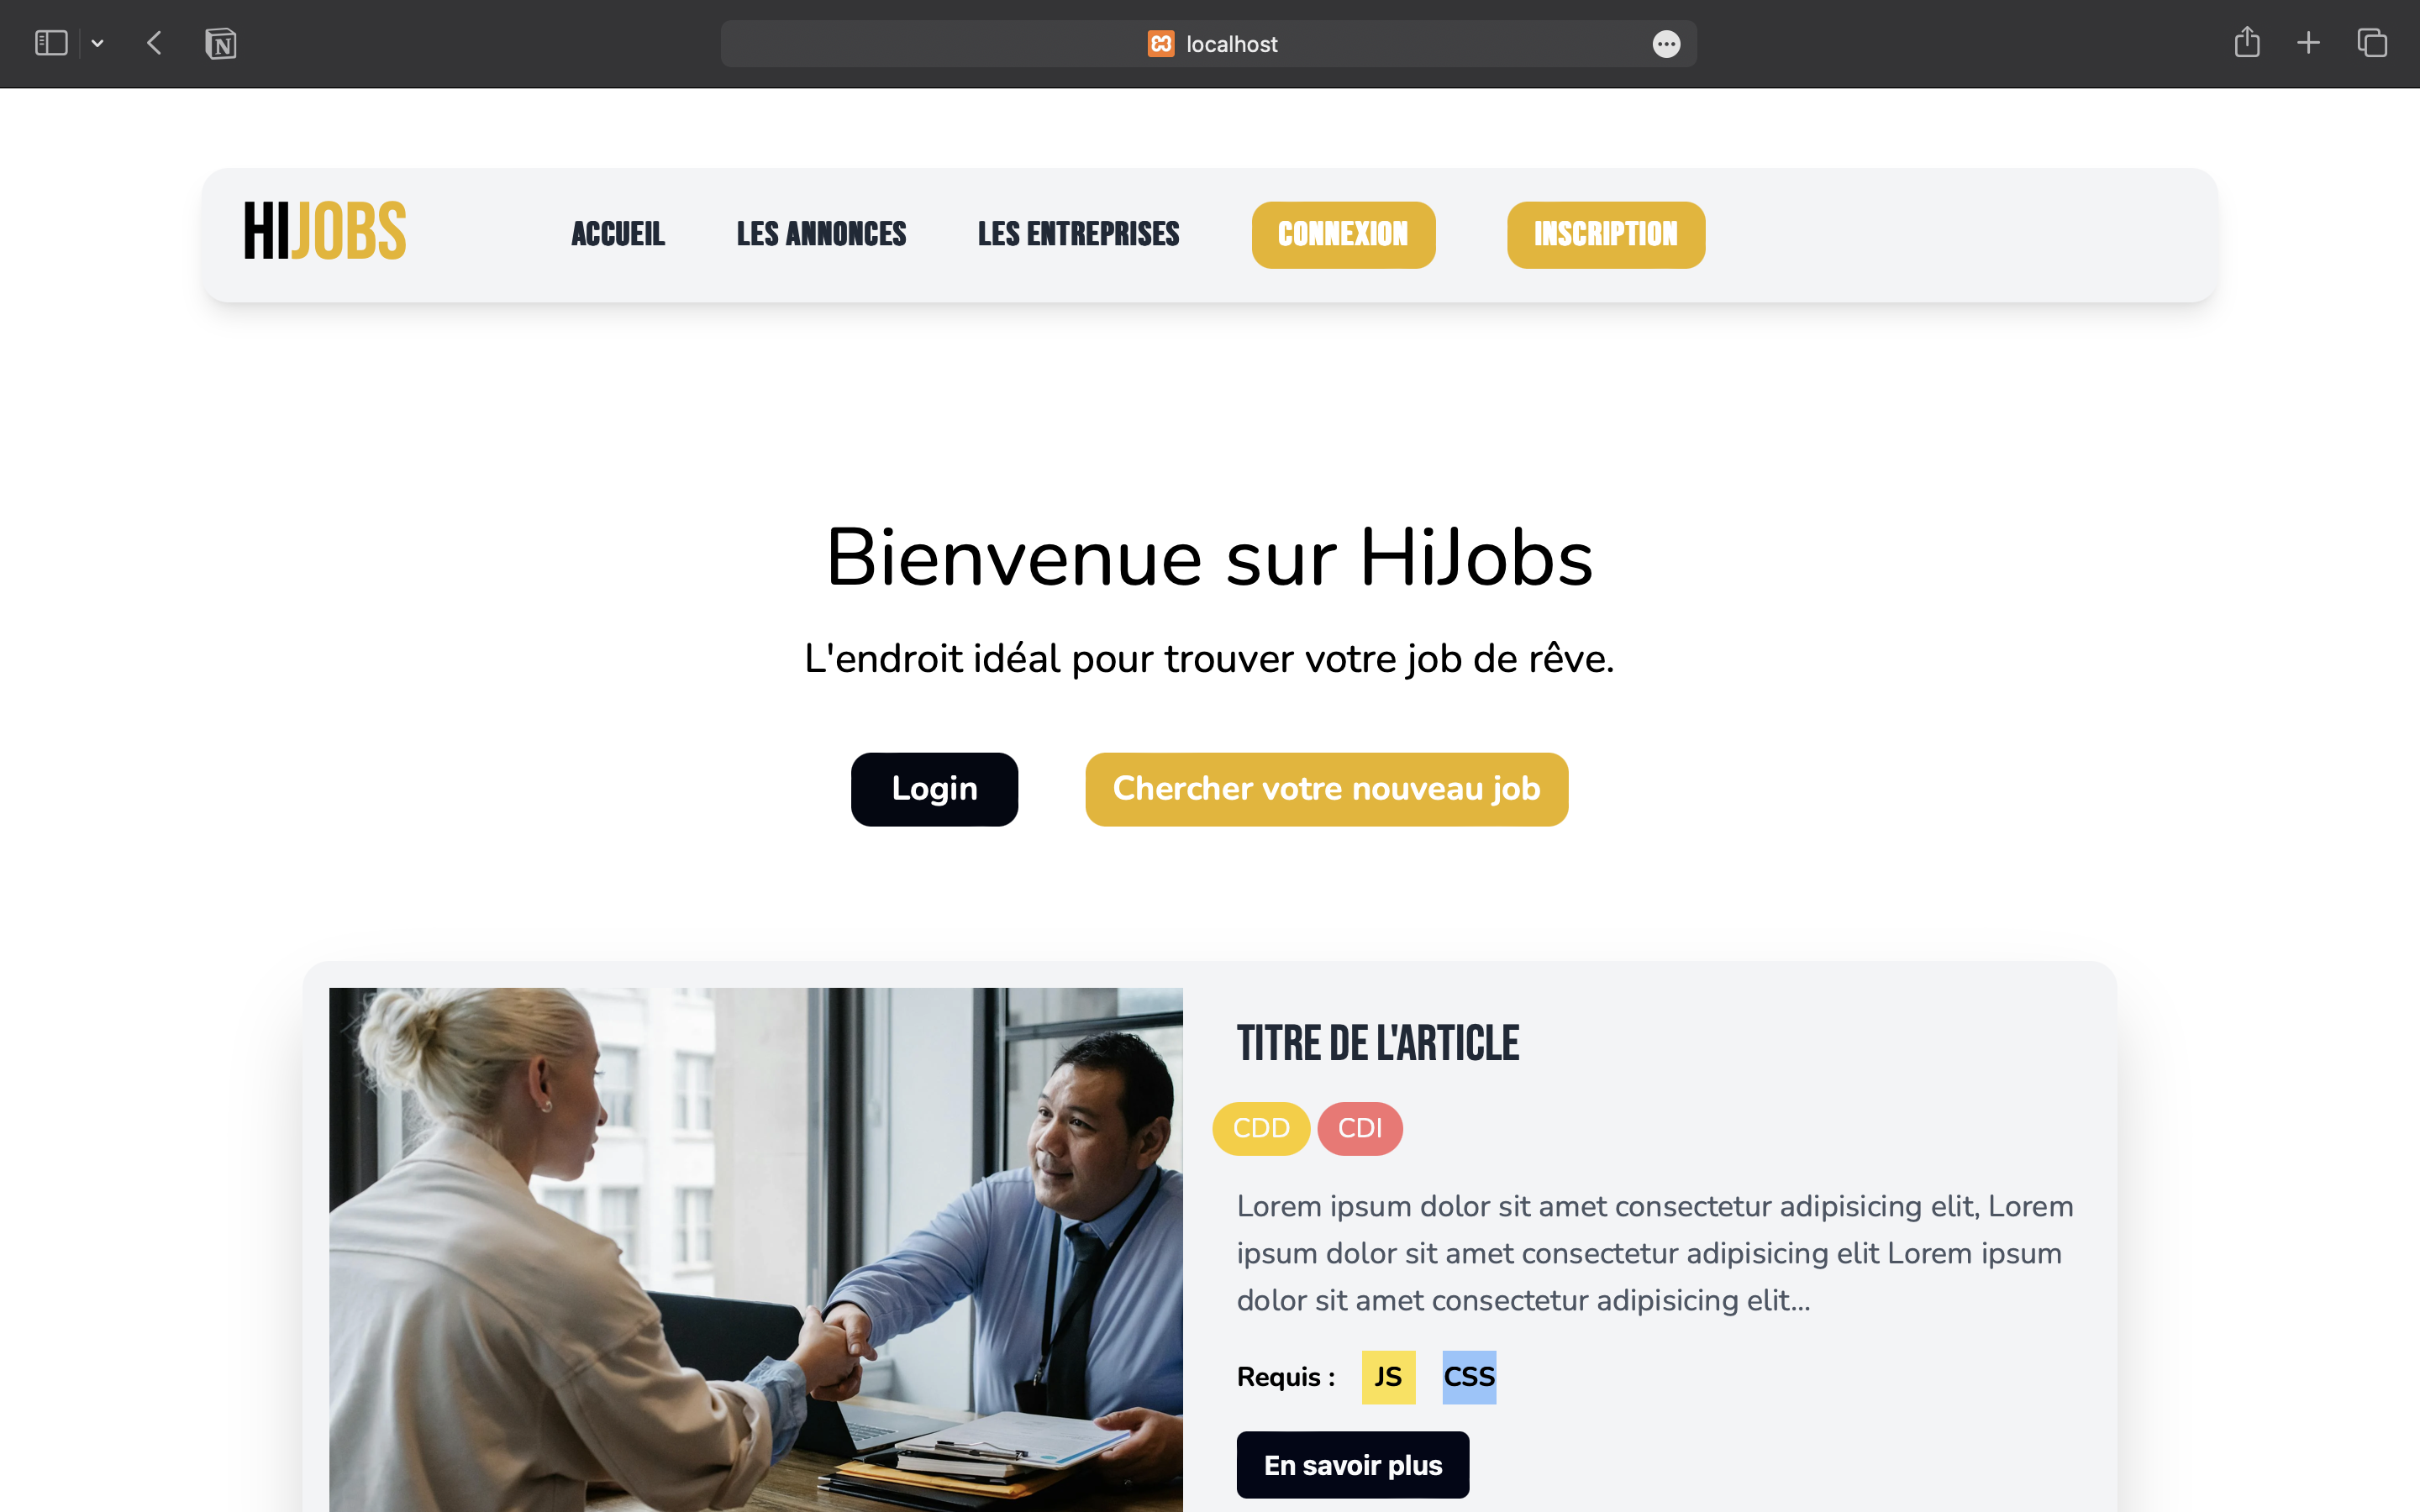 localhost
HIJOBS
ACCUEIL LES ANNONCES LES ENTREPRISES CONNEXION INSCRIPTION
Bienvenue sur HiJobs
L'endroit idéal pour trouver votre job de rêve.
Login Chercher votre nouveau job
TITRE DE L'ARTICLE
CDD CDI
Lorem ipsum dolor sit amet consectetur adipisicing elit, Lorem
ipsum dolor sit amet consectetur adipisicing elit Lorem ipsum
dolor sit amet consectetur adipisicing elit...
Requis : JS CSS
En savoir plus